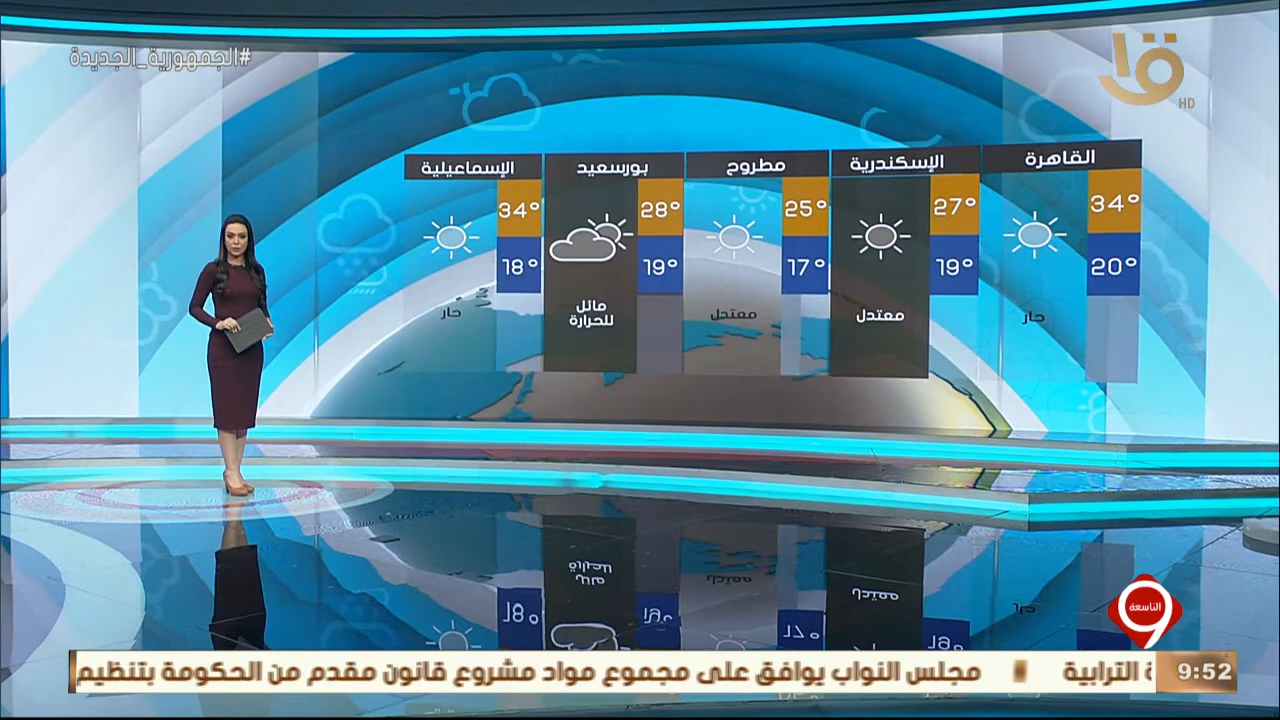 #الجمهورية_الجديدة
HD
القاهرة
34°
20°
حار
الإسكندرية
27°
19°
معتدل
مطروح
25°
17°
معتدل
بورسعيد
28°
19°
مائل
للحرارة
الإسماعيلية
34°
18°
حار
التاسعة
9
9:52
ة الترابية
مجلس النواب يوافق على مجموع مواد مشروع قانون مقدم من الحكومة بتنظيم